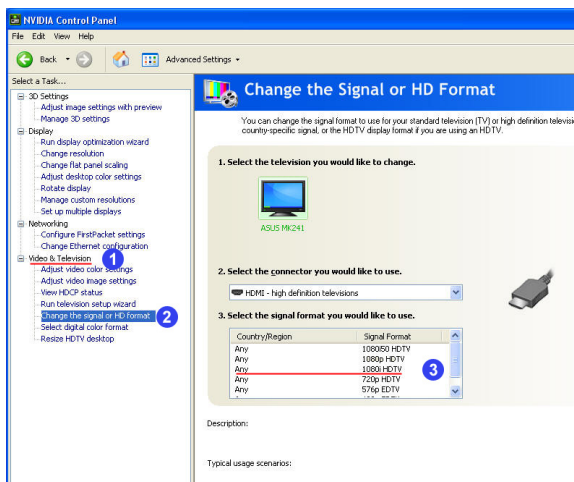 NVIDIA Control Panel
File Edit View Help
Back Advanced Settings
Select a Task...
3D Settings
Adjust image settings with preview
Manage 3D settings
Display
Run display optimization wizard
Change resolution
Change flat panel scaling
Adjust desktop color settings
Rotate display
Manage custom resolutions
Set up multiple displays
Networking
Configure FirstPacket settings
Change Ethernet configuration
Video & Television
1
Adjust video color settings
Adjust video image settings
View HDCP status
Run television setup wizard
Change the signal or HD format
2
Select digital color format
Resize HDTV desktop
Change the Signal or HD Format
You can change the signal format to use for your standard television (TV) or high definition televisi
country-specific signal, or the HDTV display format if you are using an HDTV.
1. Select the television you would like to change.
ASUS MK241
2. Select the connector you would like to use.
HDMI - high definition televisions
3. Select the signal format you would like to use.
Country/Region Signal Format
Any 1080i50 HDTV
Any 1080p HDTV
Any 1080i HDTV
3
Any 720p HDTV
Any 576p EDTV
Description:
Typical usage scenarios: